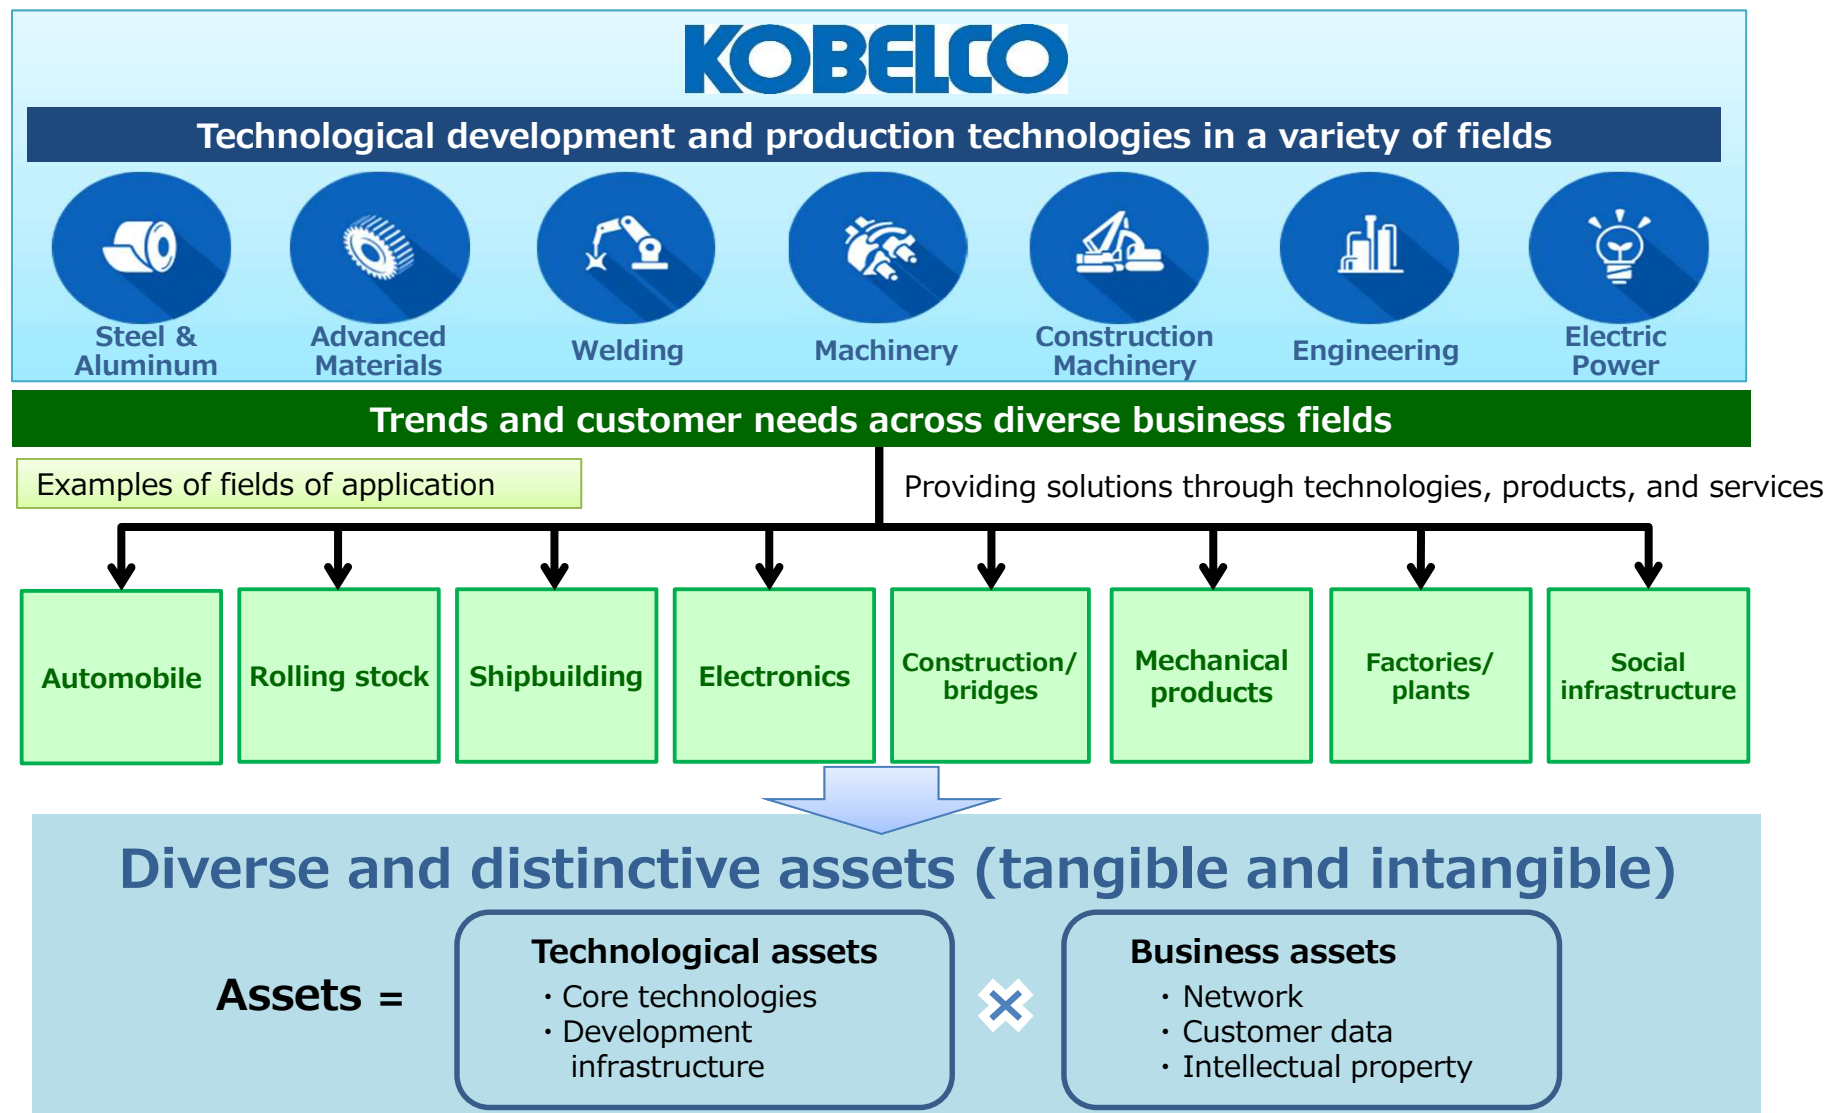 KOBELCO
Technological development and production technologies in a variety of fields
Steel &
Aluminum
Advanced
Materials
Welding
Machinery
Construction
Machinery
Engineering
Electric
Power
Trends and customer needs across diverse business fields
Examples of fields of application
Providing solutions through technologies, products, and services
Automobile
Rolling stock
Shipbuilding
Electronics
Construction/
bridges
Mechanical
products
Factories/
plants
Social
infrastructure
Diverse and distinctive assets (tangible and intangible)
Assets =
Technological assets
・Core technologies
・Development
infrastructure
×
Business assets
・Network
・Customer data
・Intellectual property